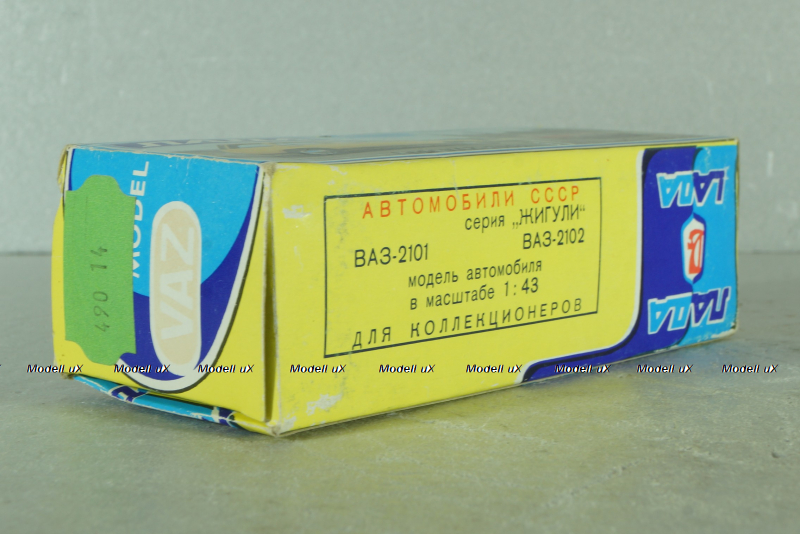 АВТОМОБИЛИ СССР
серия „ЖИГУЛИ“
ВАЗ-2101 ВАЗ-2102
модель автомобиля
в масштабе 1:43
ДЛЯ КОЛЛЕКЦИОНЕРОВ
MODEL
VAZ
490 14
LADA
ЛАДА
Modell uX Modell uX Modell uX Modell uX Modell uX Modell uX Modell uX Modell uX Modell uX